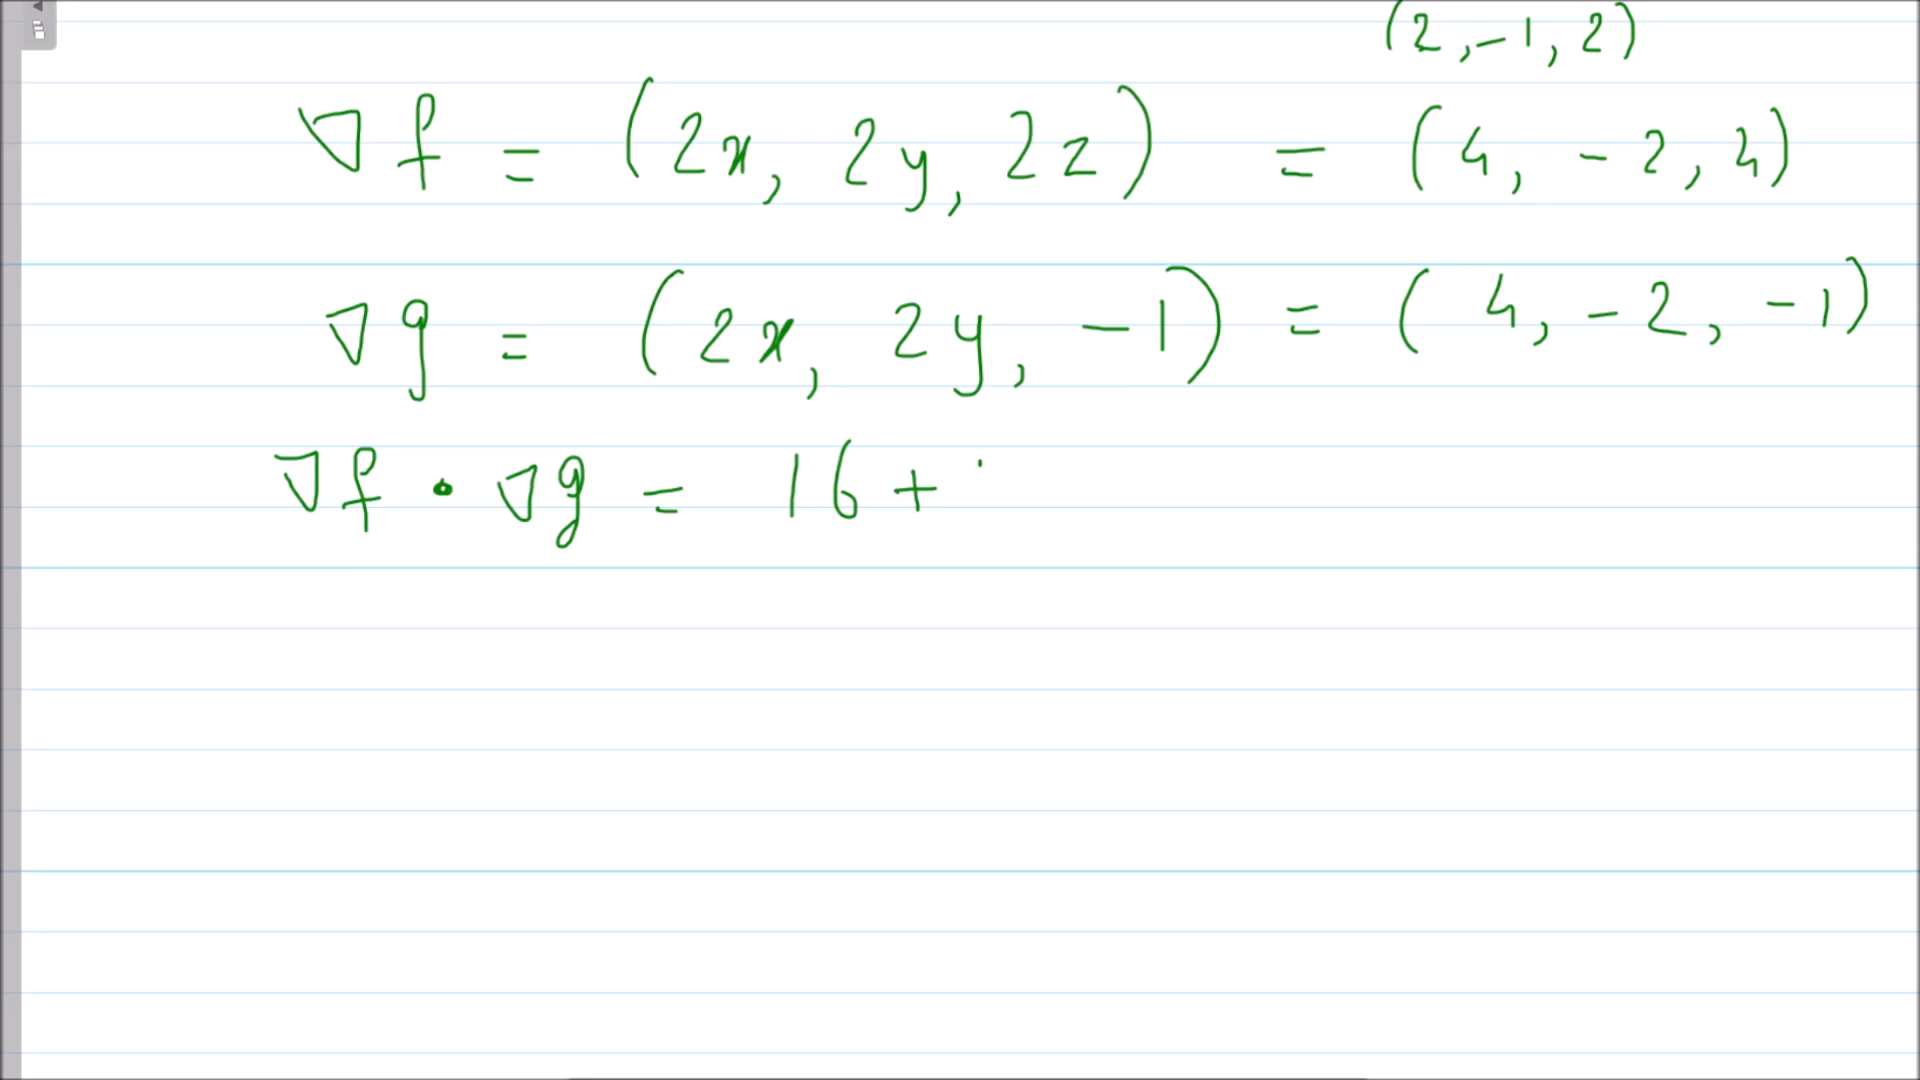 (2, -1, 2)
∇f = (2x, 2y, 2z) = (4, -2, 4)
∇g = (2x, 2y, -1) = (4, -2, -1)
∇f • ∇g = 16 +